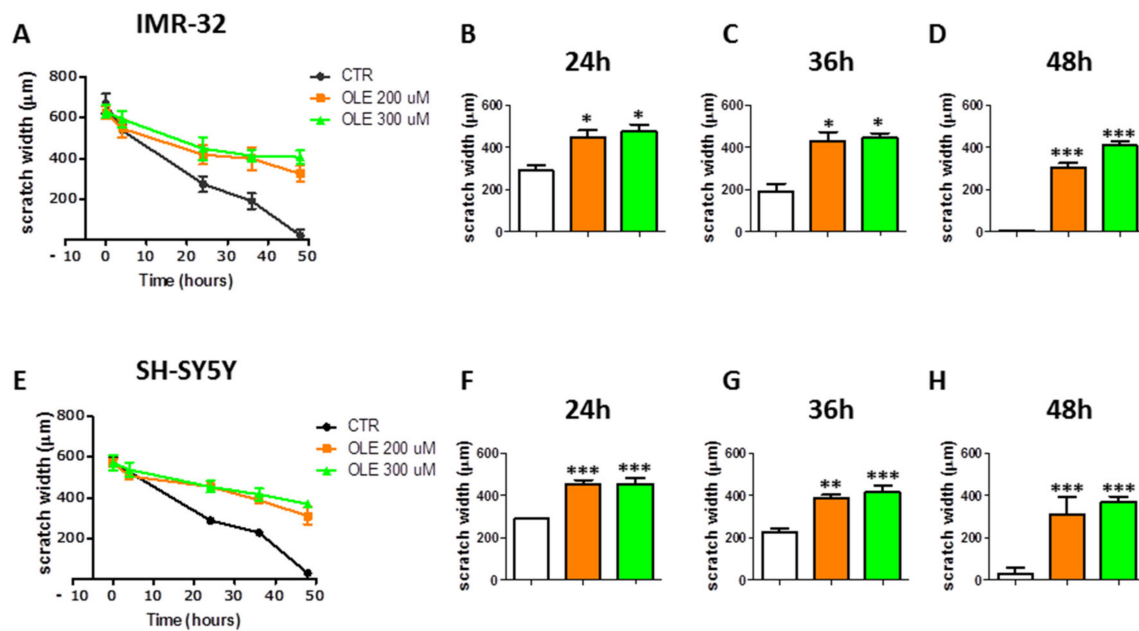 A
IMR-32
scratch width (µm)
800
600
400
200
- 10
0
10
20
30
40
50
Time (hours)
CTR
OLE 200 uM
OLE 300 uM
B
24h
scratch width (µm)
600
400
200
0
*
*
C
36h
scratch width (µm)
600
400
200
0
*
*
D
48h
scratch width (µm)
600
400
200
0
***
***
E
SH-SY5Y
scratch width (µm)
800
600
400
200
- 10
0
10
20
30
40
50
Time (hours)
CTR
OLE 200 uM
OLE 300 uM
F
24h
scratch width (µm)
600
400
200
0
***
***
G
36h
scratch width (µm)
600
400
200
0
**
***
H
48h
scratch width (µm)
600
400
200
0
***
***